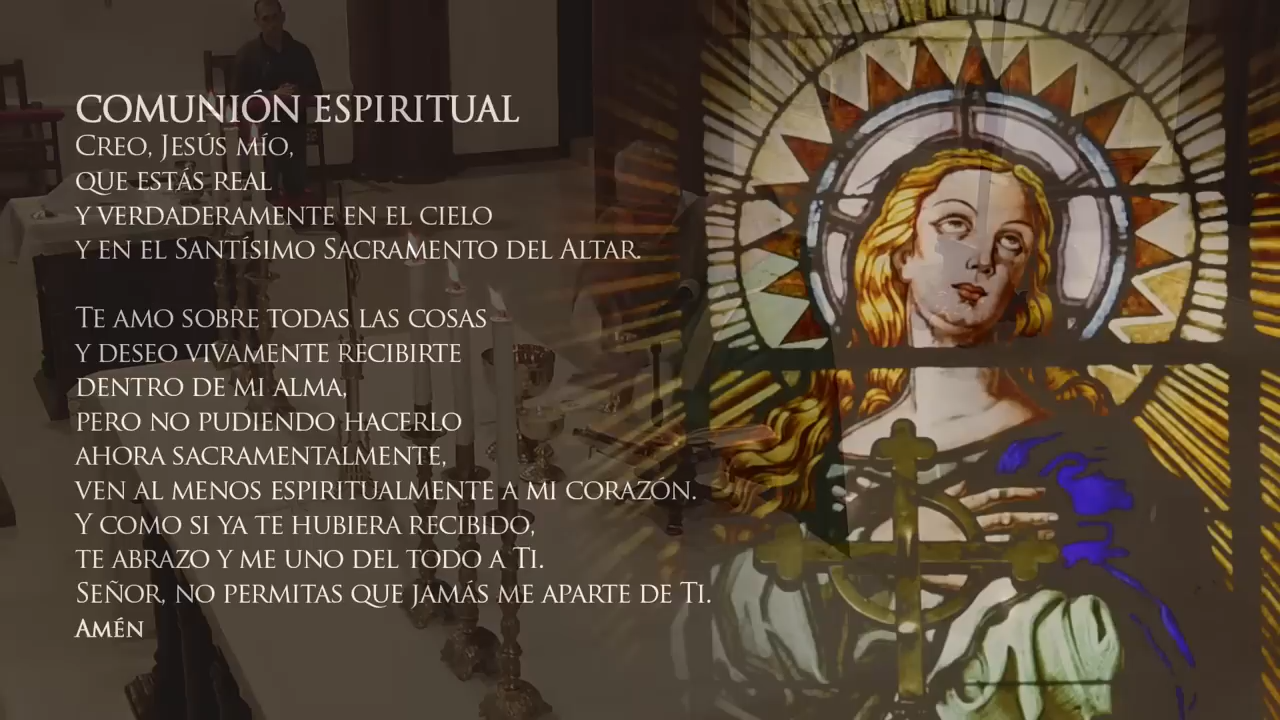 COMUNIÓN ESPIRITUAL
CREO, JESÚS MÍO,
QUE ESTÁS REAL
Y VERDADERAMENTE EN EL CIELO
Y EN EL SANTÍSIMO SACRAMENTO DEL ALTAR.
TE AMO SOBRE TODAS LAS COSAS
Y DESEO VIVAMENTE RECIBIRTE
DENTRO DE MI ALMA,
PERO NO PUDIENDO HACERLO
AHORA SACRAMENTALMENTE,
VEN AL MENOS ESPIRITUALMENTE A MI CORAZÓN.
Y COMO SI YA TE HUBIERA RECIBIDO,
TE ABRAZO Y ME UNO DEL TODO A TI.
SEÑOR, NO PERMITAS QUE JAMÁS ME APARTE DE TI.
AMÉN